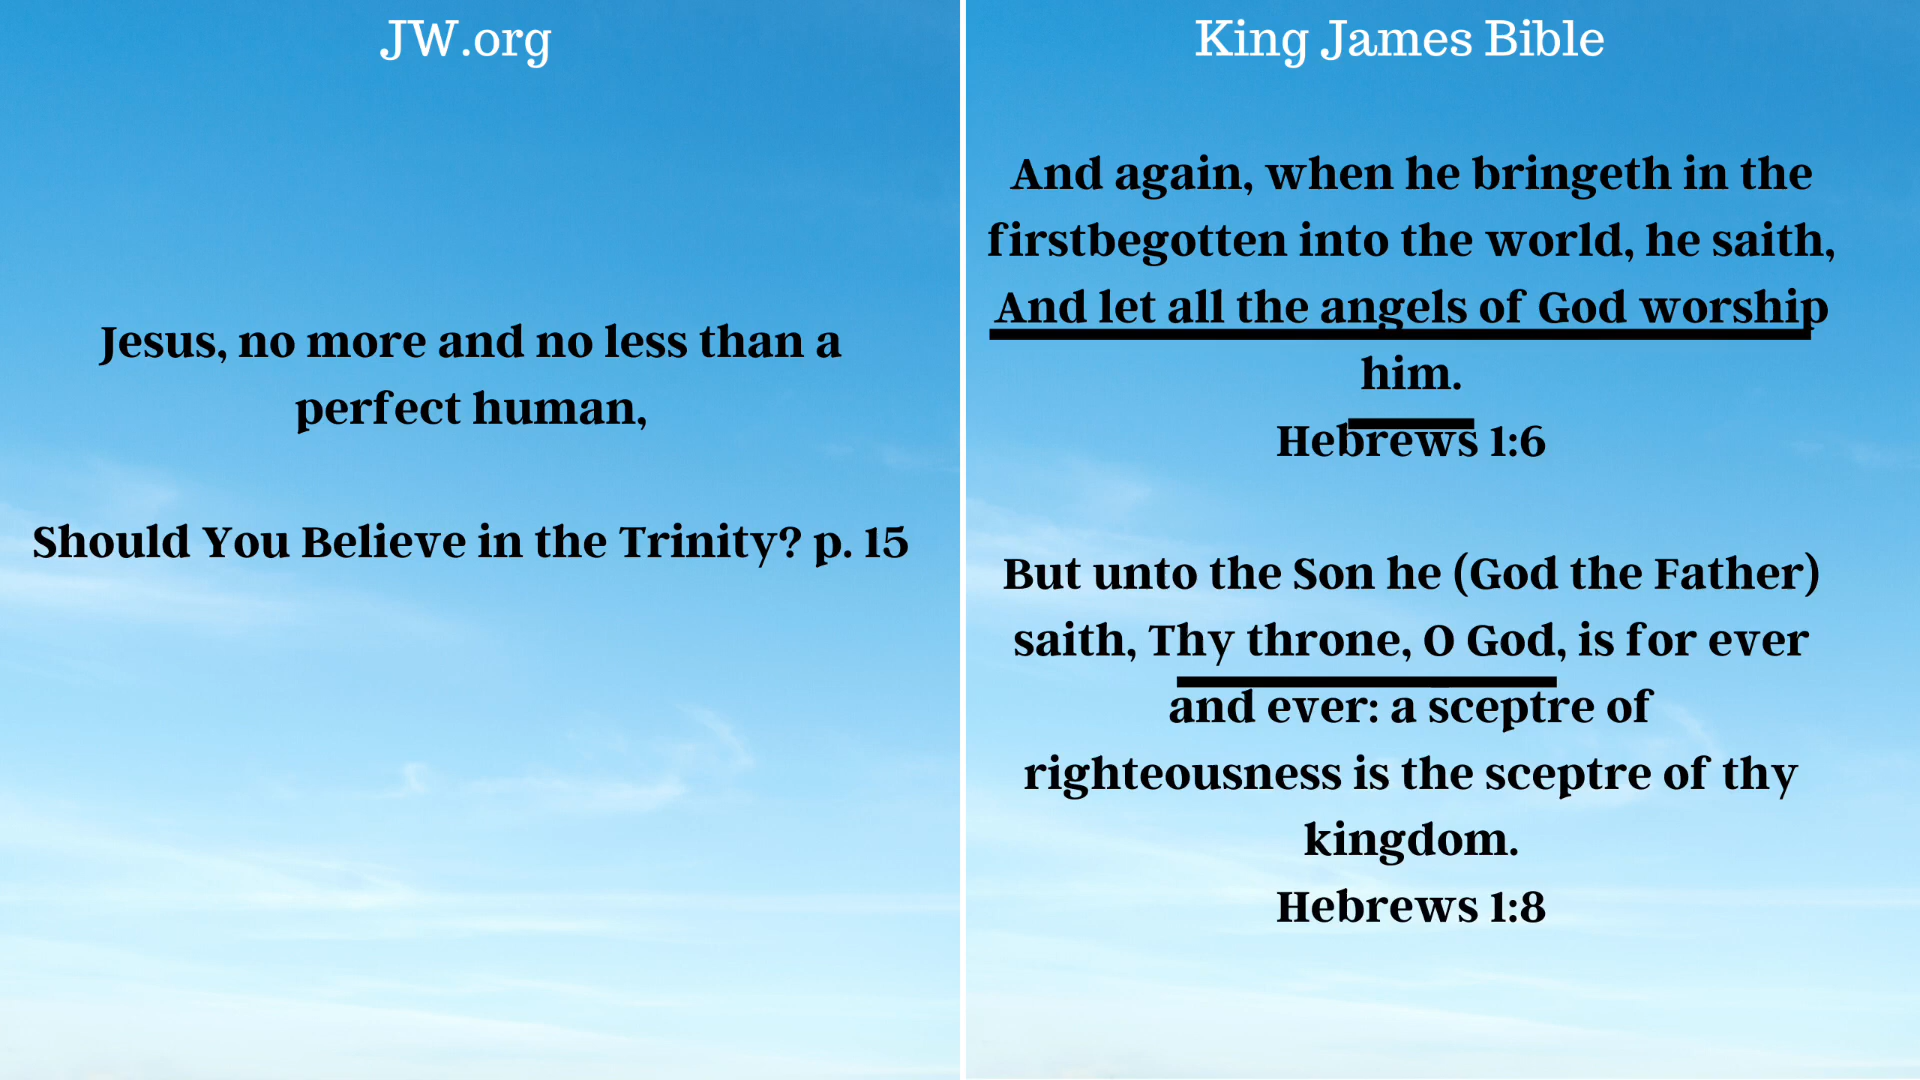 JW.org
Jesus, no more and no less than a
perfect human,
Should You Believe in the Trinity? p. 15
King James Bible
And again, when he bringeth in the
firstbegotten into the world, he saith,
And let all the angels of God worship
him.
Hebrews 1:6
But unto the Son he (God the Father)
saith, Thy throne, O God, is for ever
and ever: a sceptre of
righteousness is the sceptre of thy
kingdom.
Hebrews 1:8